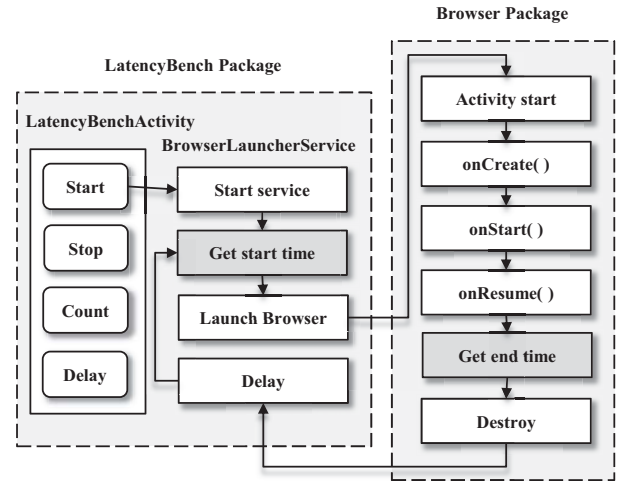 Browser Package
LatencyBench Package
LatencyBenchActivity
BrowserLauncherService
Start
Stop
Count
Delay
Start service
Get start time
Launch Browser
Delay
Activity start
onCreate( )
onStart( )
onResume( )
Get end time
Destroy